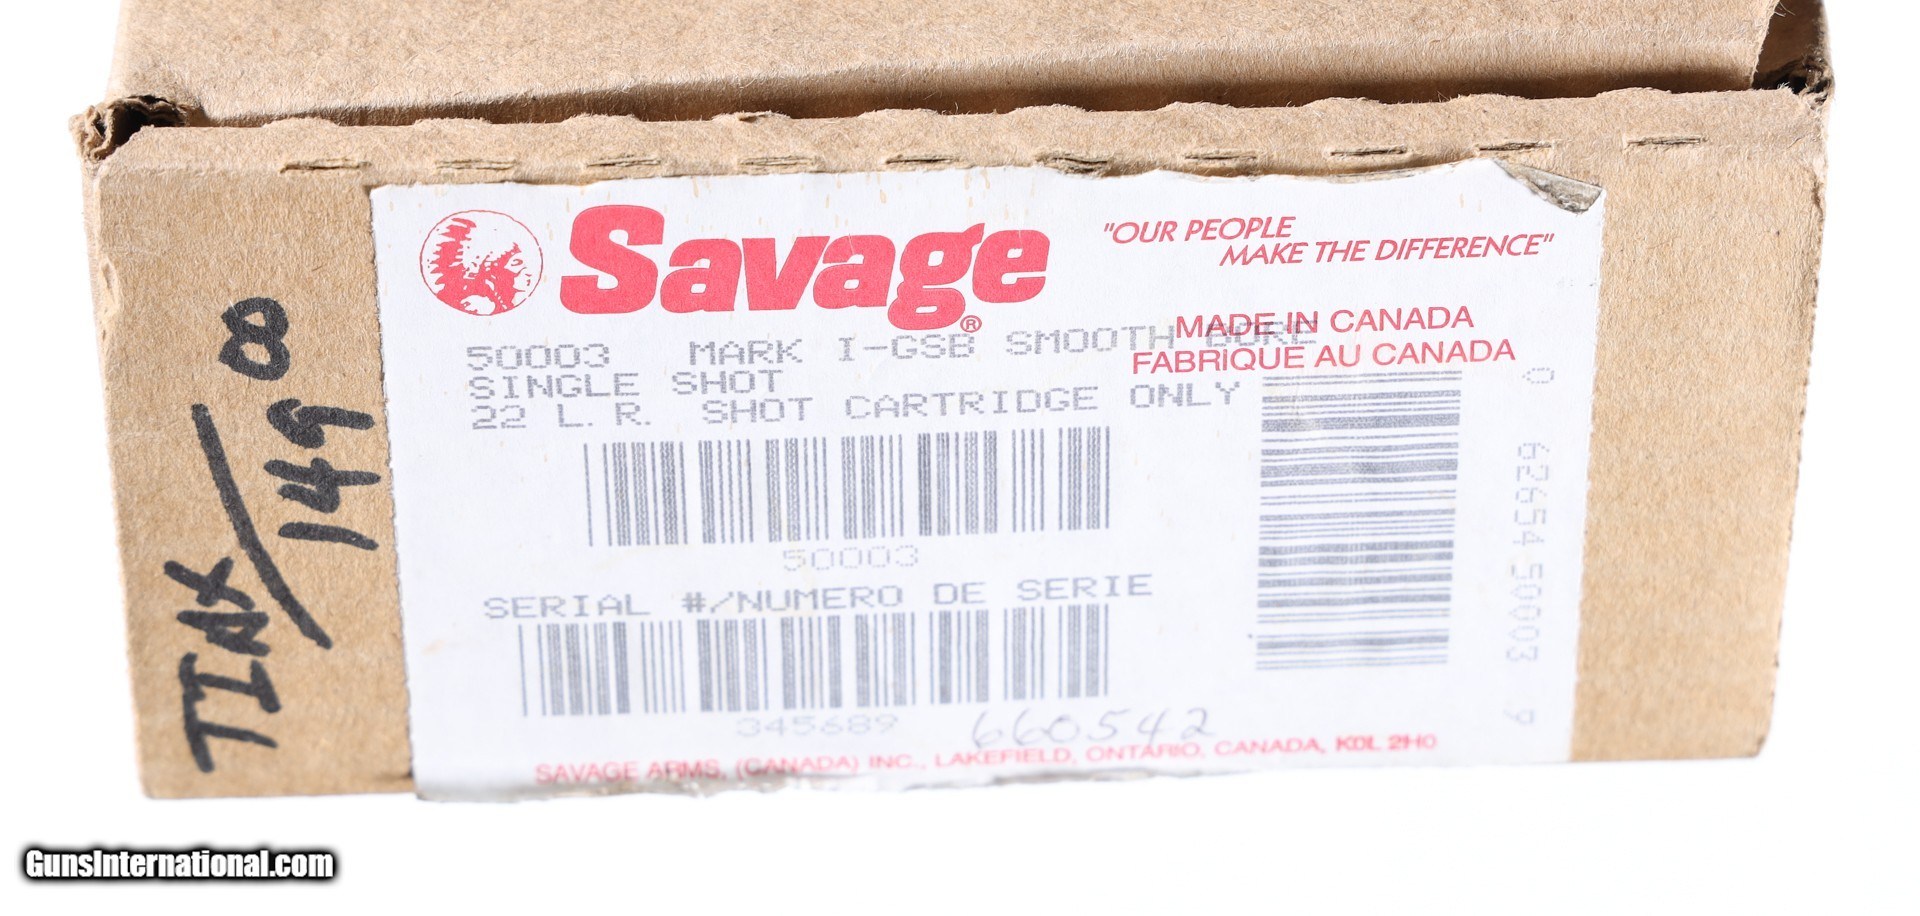 Savage®
"OUR PEOPLE
MAKE THE DIFFERENCE"
MADE IN CANADA
FABRIQUE AU CANADA
50003 MARK I-GSB SMOOTH BORE
SINGLE SHOT
22 L.R. SHOT CARTRIDGE ONLY
50003
SERIAL #/NUMERO DE SERIE
345689 660542
SAVAGE ARMS, (CANADA) INC., LAKEFIELD, ONTARIO, CANADA, K0L 2H0
0 62654 50003 9
149 00
GunsInternational.com